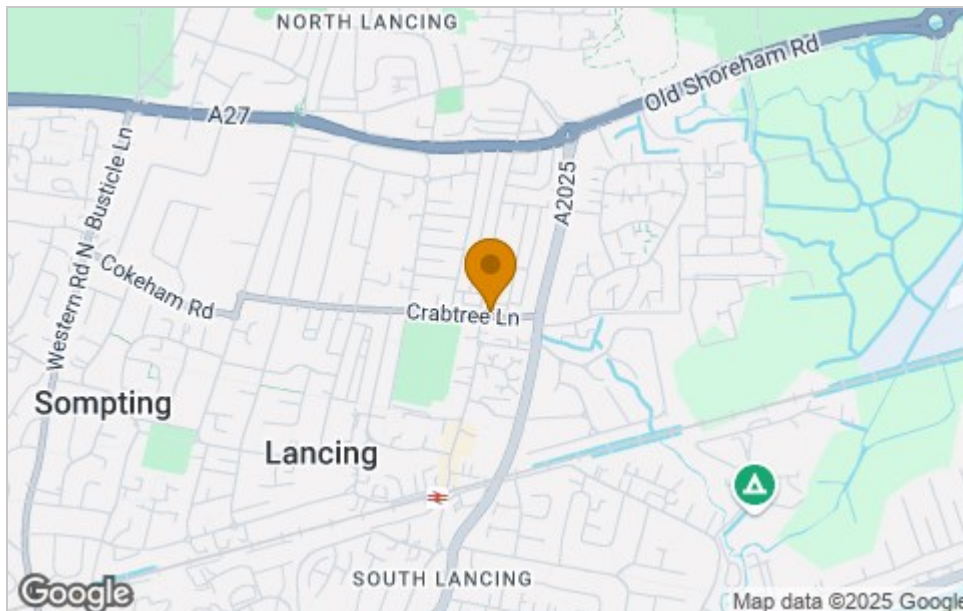 NORTH LANCING
Old Shoreham Rd
A27
Busticle Ln
A2025
Western Rd N
Cokeham Rd
Crabtree Ln
Sompting
Lancing
SOUTH LANCING
Google
Map data ©2025 Google